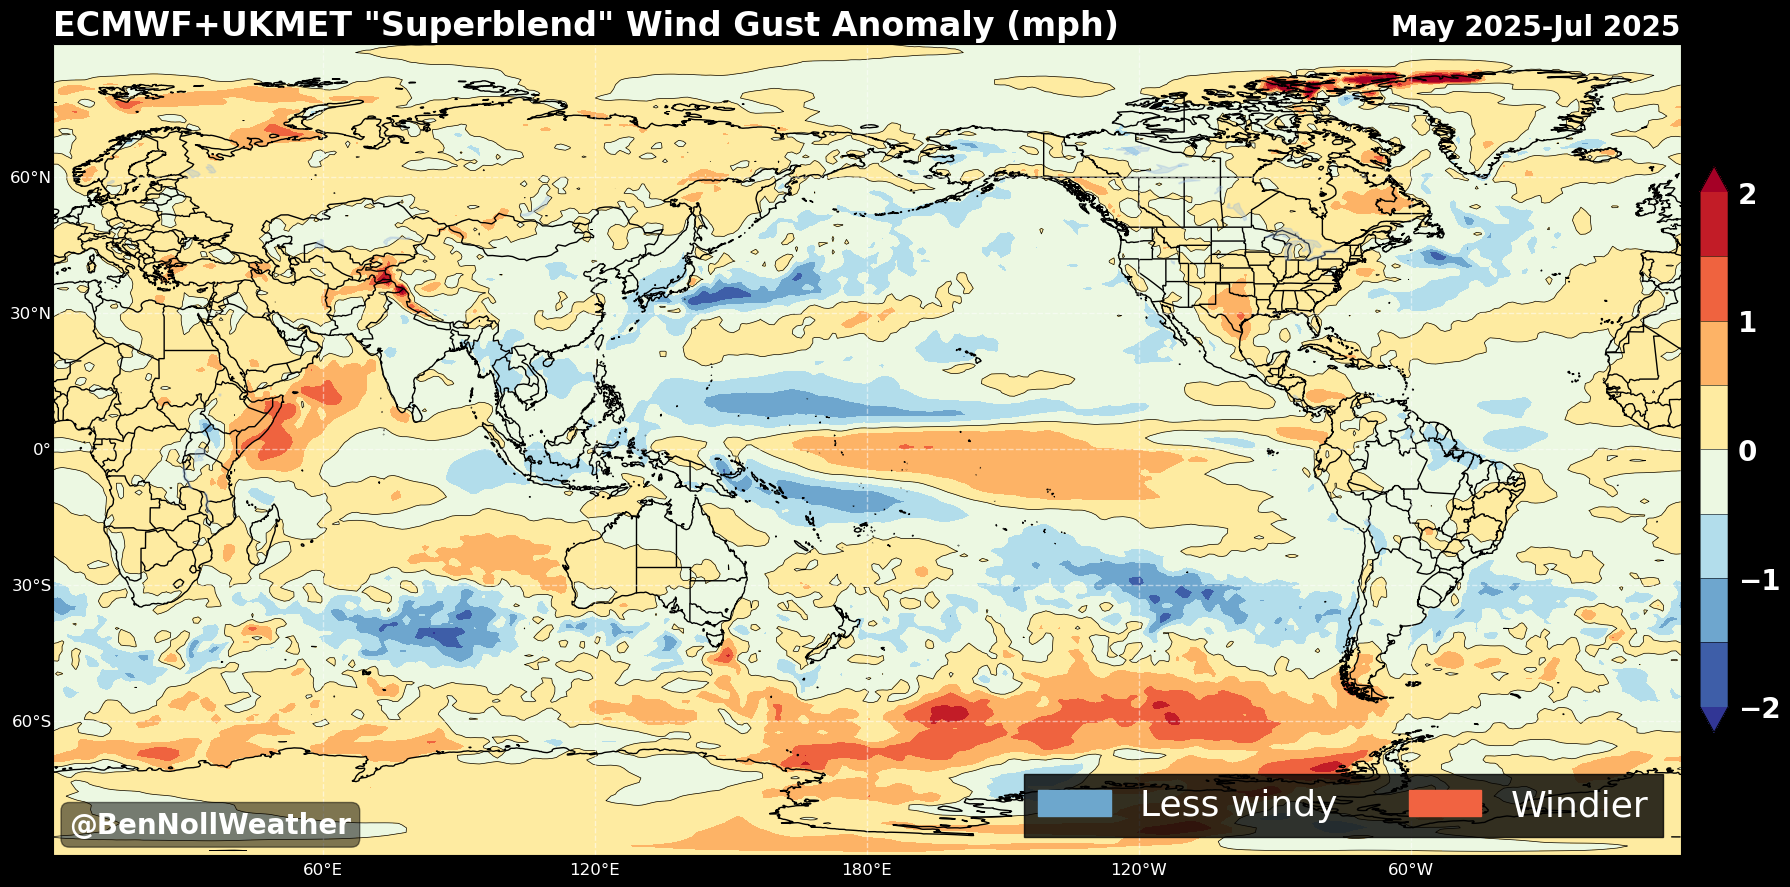 ECMWF+UKMET "Superblend" Wind Gust Anomaly (mph)
May 2025-Jul 2025
60°N
30°N
0°
30°S
60°S
60°E
120°E
180°E
120°W
60°W
2
1
0
−1
−2
@BenNollWeather
Less windy
Windier